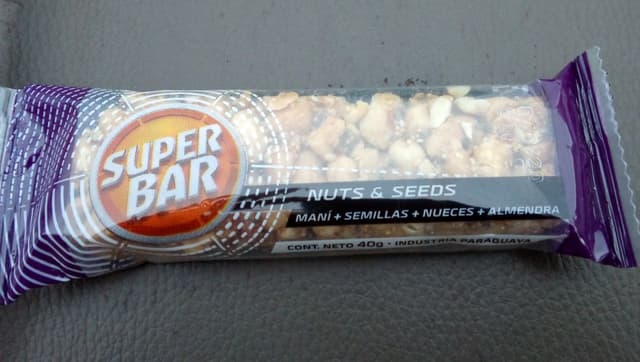 SUPER
BAR
NUTS & SEEDS
MANÍ + SEMILLAS + NUECES + ALMENDRA
CONT. NETO 40g · INDUSTRIA PARAGUAYA